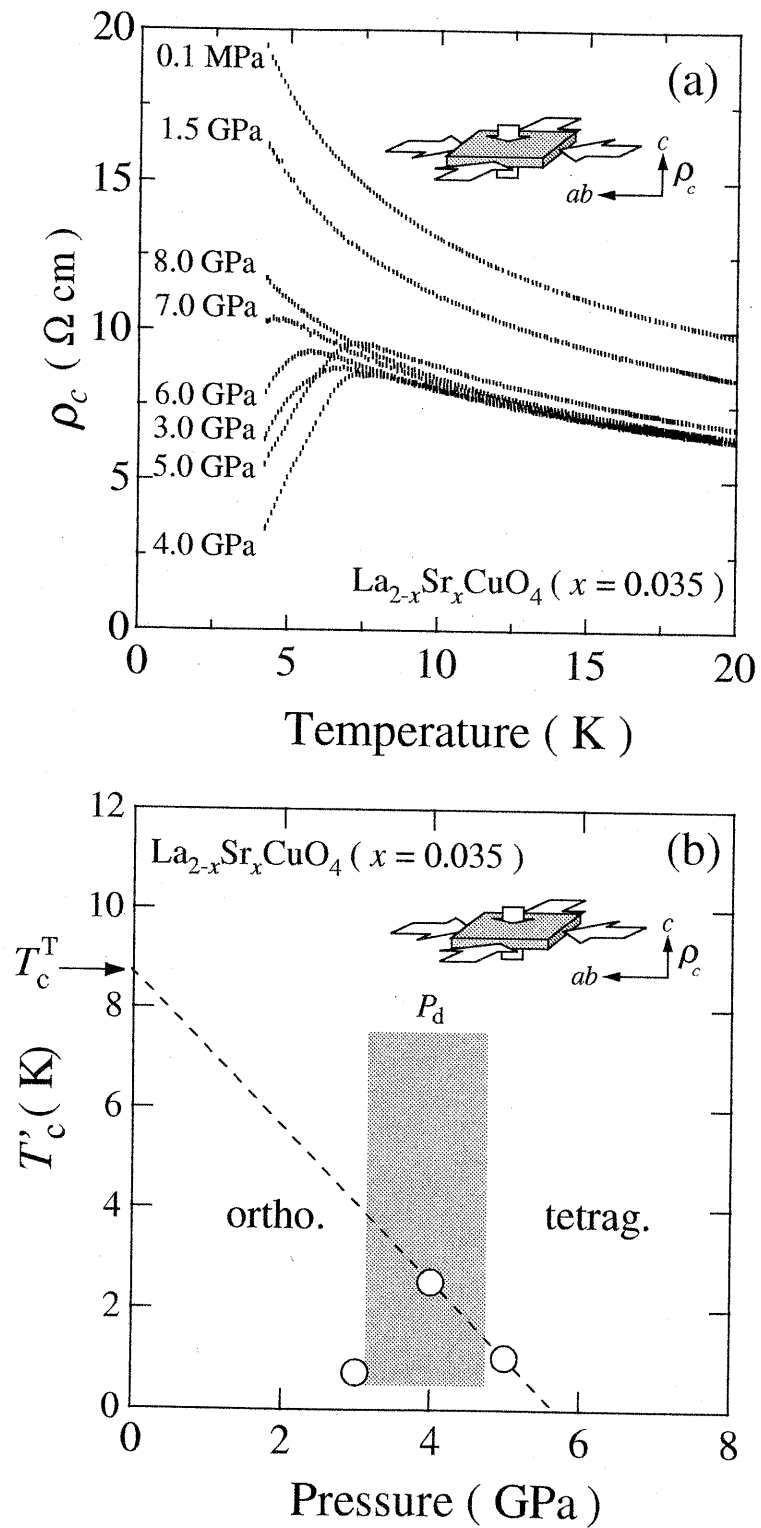 20
0.1 MPa
(a)
1.5 GPa
c
ρc
ab
15
8.0 GPa
7.0 GPa
10
ρc ( Ω cm )
6.0 GPa
3.0 GPa
5.0 GPa
5
4.0 GPa
La2-xSrxCuO4 ( x = 0.035 )
0
0 5 10 15 20
Temperature ( K )
12
La2-xSrxCuO4 ( x = 0.035 )
(b)
10
c
ρc
ab
TcT
Pd
8
T'c ( K )
6
4
ortho.
tetrag.
2
0
0 2 4 6 8
Pressure ( GPa )